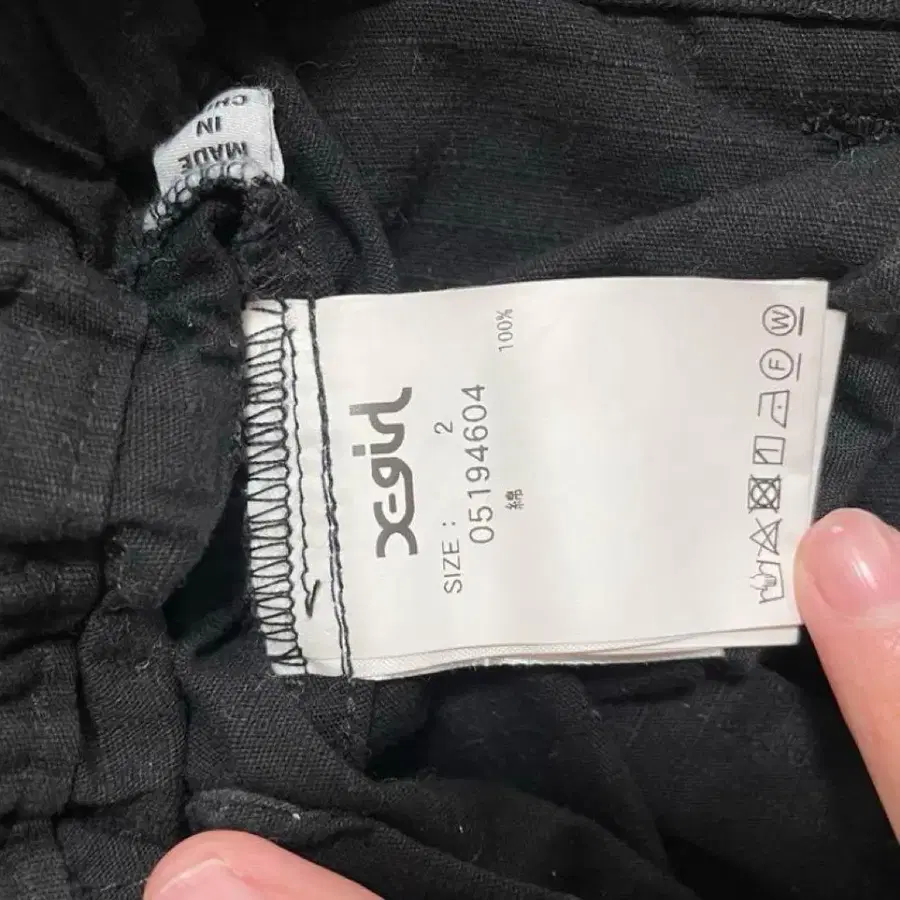 MADE
IN
X-girl
SIZE : 2
05194604
綿 100%
F
W